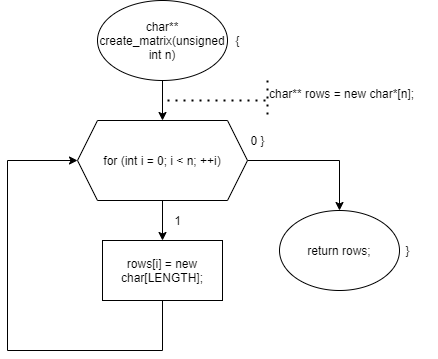 char**
create_matrix(unsigned
int n)
{
char** rows = new char*[n];
for (int i = 0; i < n; ++i)
0 }
1
rows[i] = new
char[LENGTH];
return rows;
}